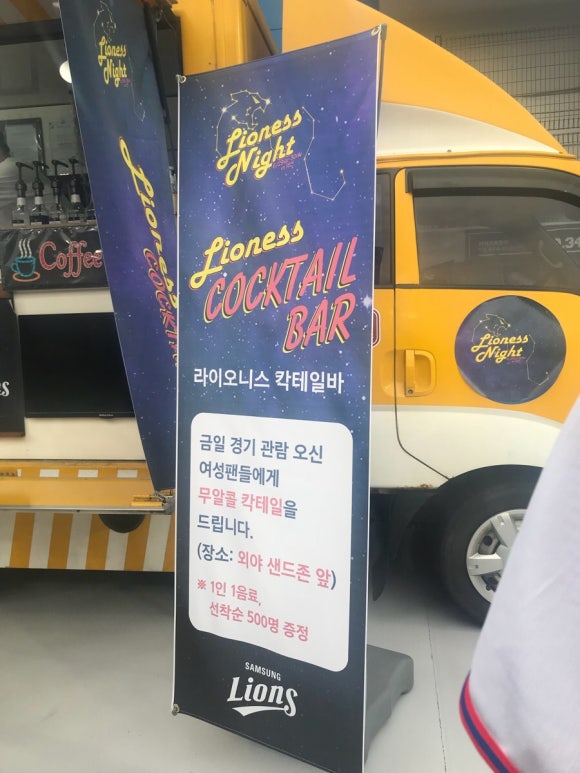 Lioness
Night
Lioness
COCKTAIL
BAR
라이오니스 칵테일바
금일 경기 관람 오신
여성팬들에게
무알콜 칵테일을
드립니다.
(장소: 외야 샌드존 앞)
※ 1인 1음료,
선착순 500명 증정
SAMSUNG
Lions
Lioness
Night
Lioness
Coffee
Lioness
Night